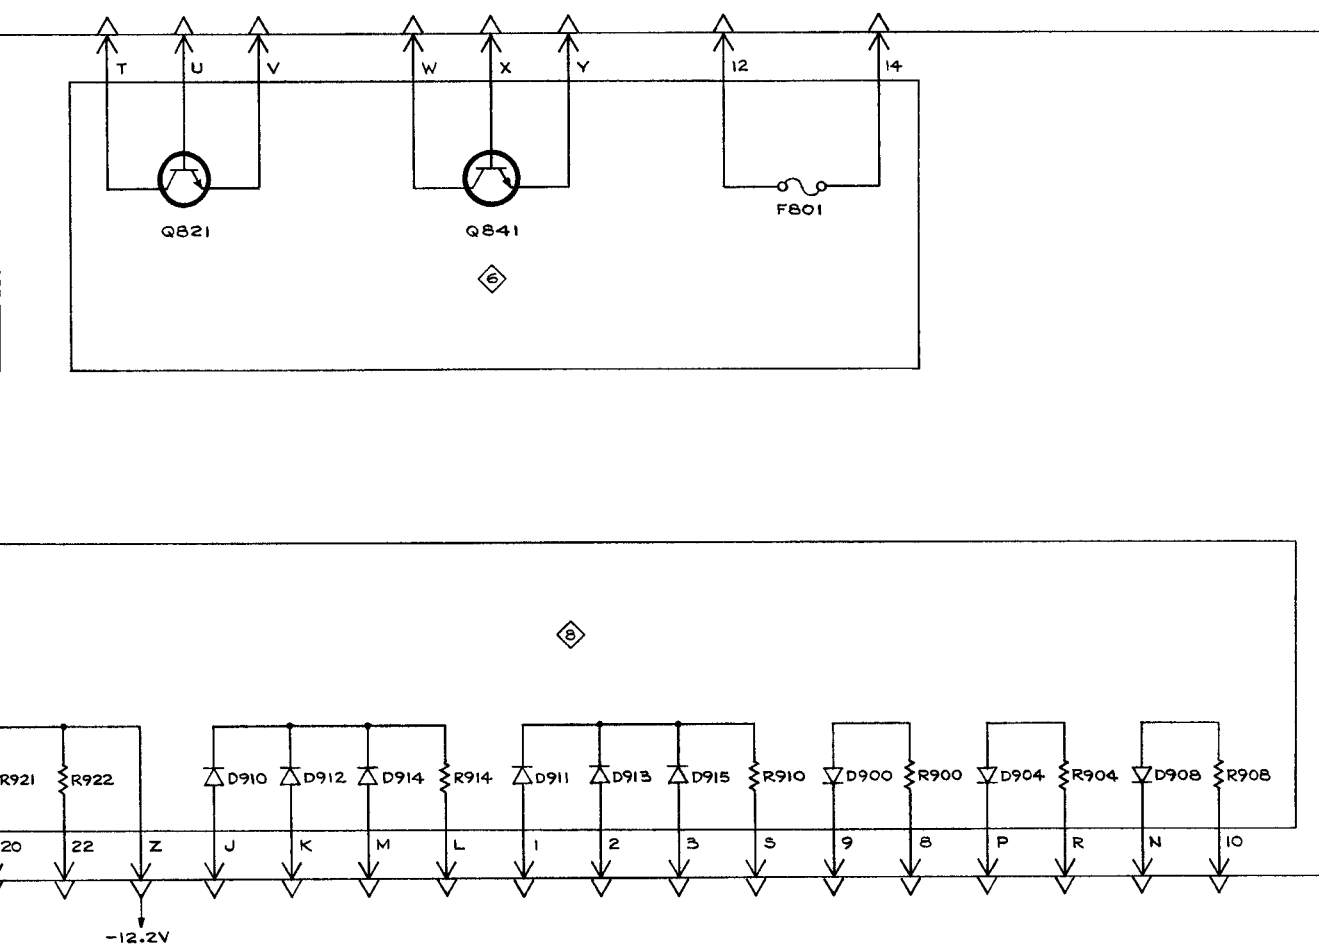 T U V W X Y 12 14
F801
Q821 Q841
6
8
R921 R922 D910 D912 D914 R914 D911 D913 D915 R910 D900 R900 D904 R904 D908 R908
20 22 Z J K M L 1 2 3 S 9 8 P R N 10
-12.2V